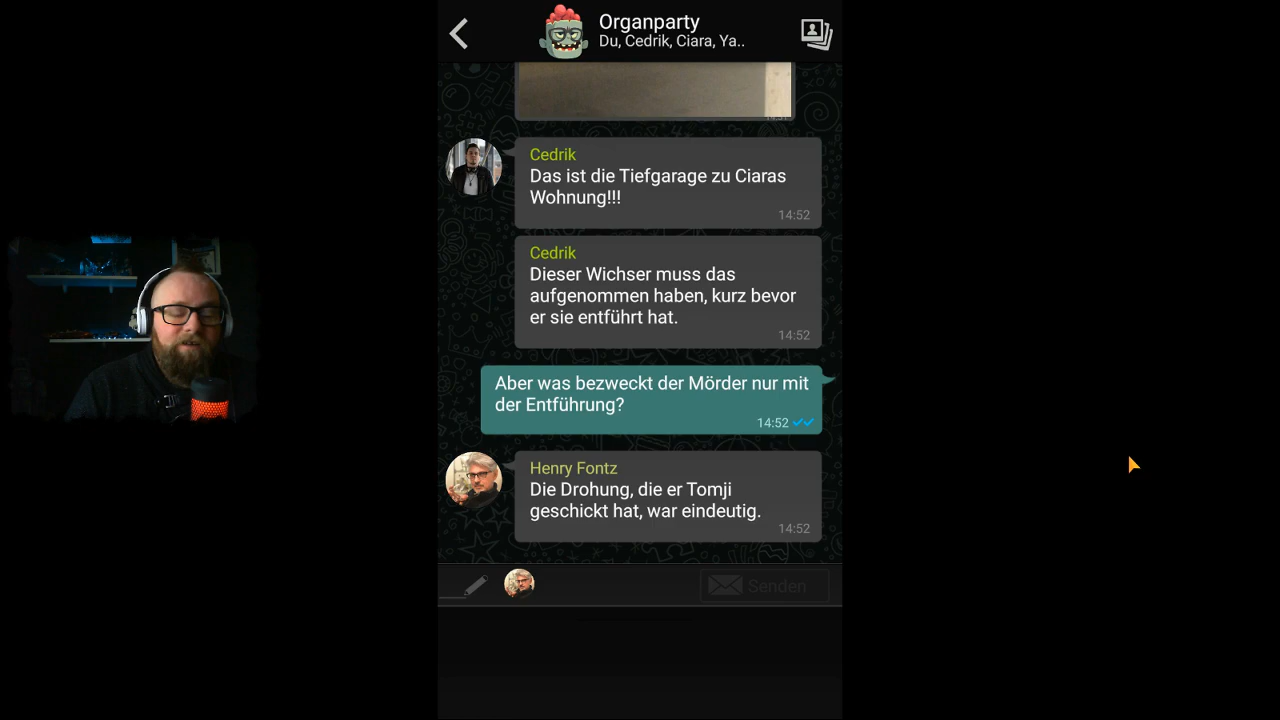 Organparty
Du, Cedrik, Ciara, Ya..
14:51
Cedrik
Das ist die Tiefgarage zu Ciaras
Wohnung!!!
14:52
Cedrik
Dieser Wichser muss das
aufgenommen haben, kurz bevor
er sie entführt hat.
14:52
Aber was bezweckt der Mörder nur mit
der Entführung?
14:52
Henry Fontz
Die Drohung, die er Tomji
geschickt hat, war eindeutig.
14:52
Senden